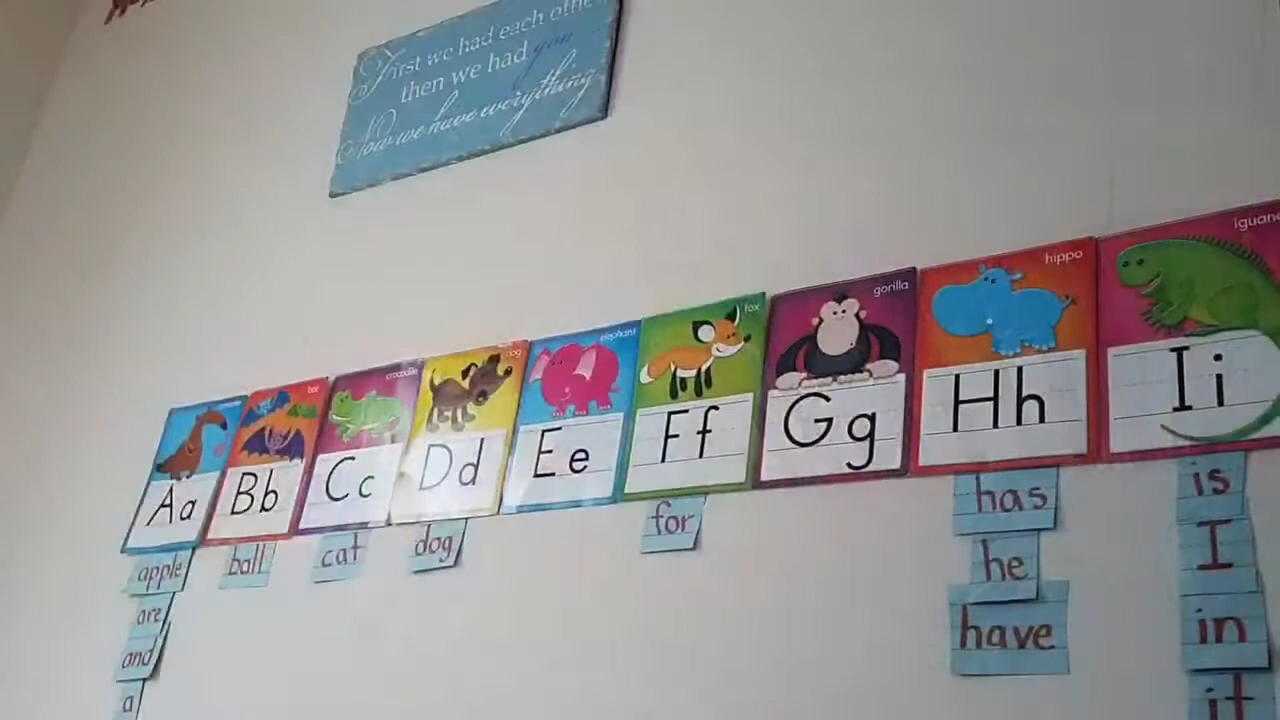 First we had each other
then we had you
Now we have everything
iguana
hippo
gorilla
fox
elephant
dog
crocodile
bat
Aa
Bb
Cc
Dd
Ee
Ff
Gg
Hh
Ii
apple
are
and
a
ball
cat
dog
for
has
he
have
is
I
in
it